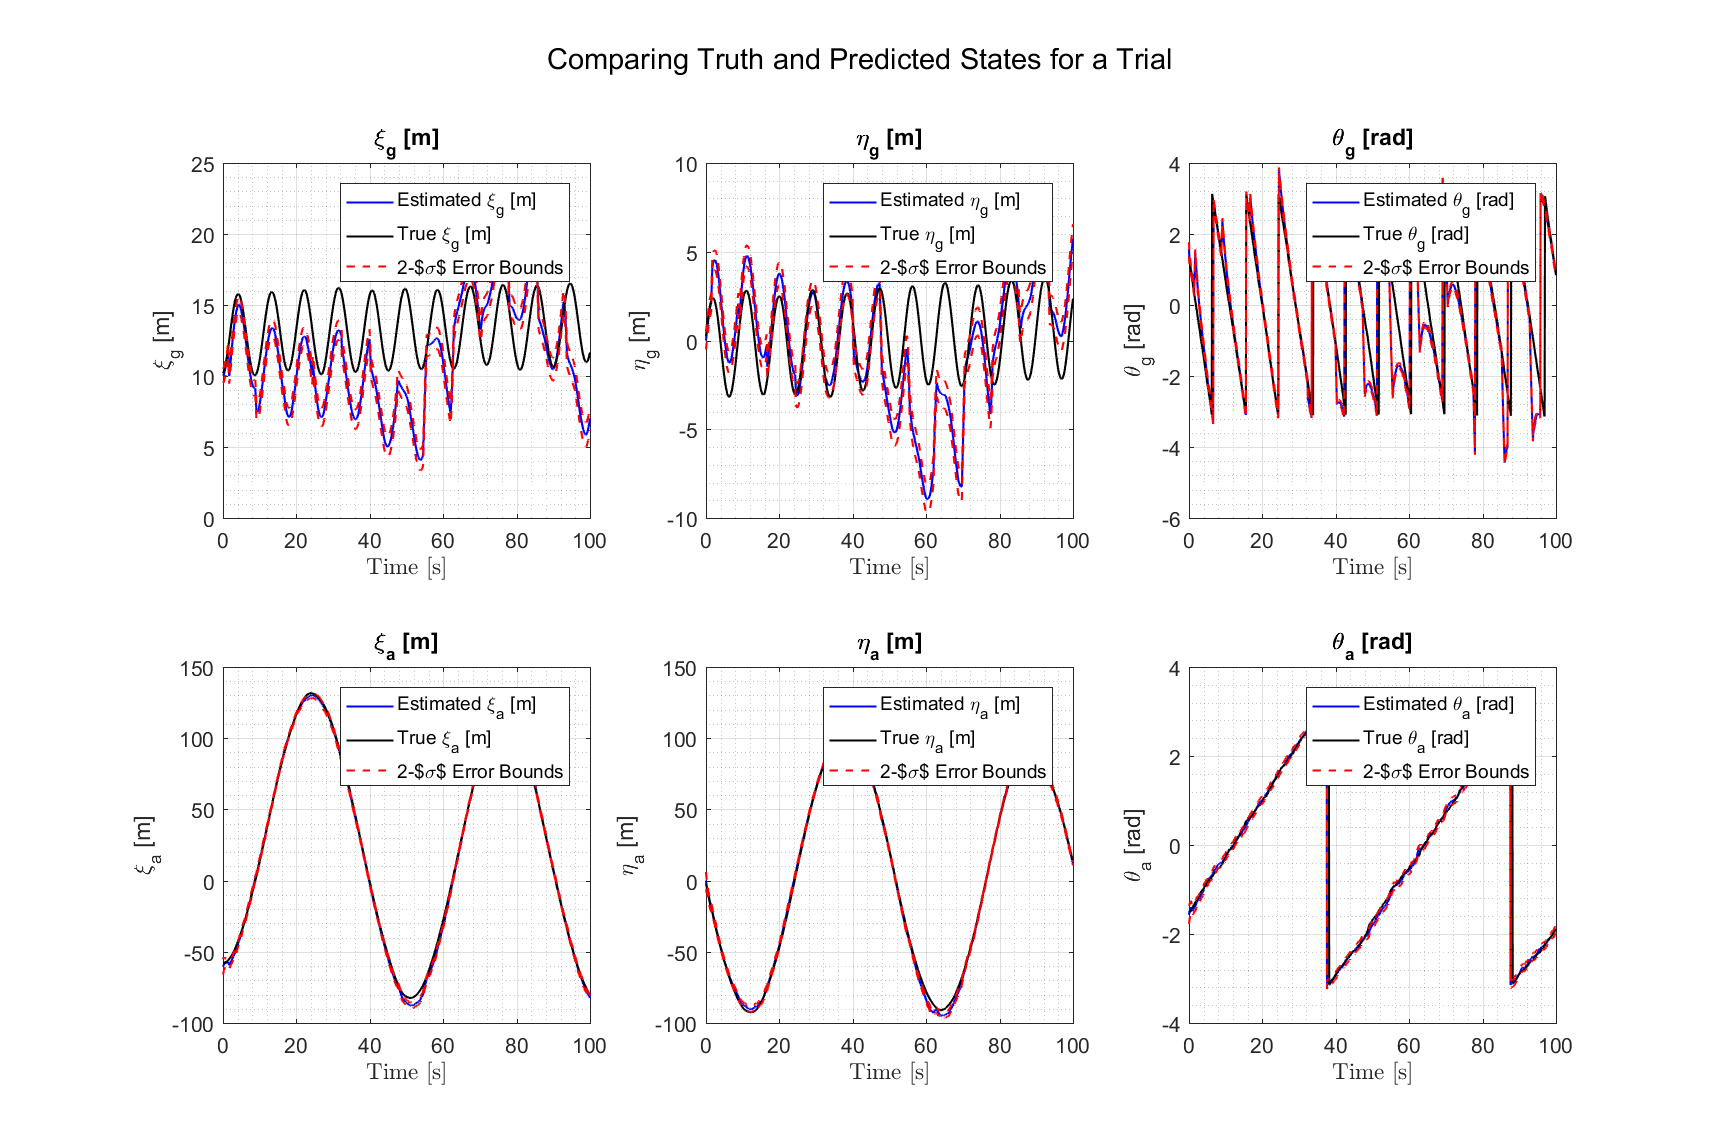 Comparing Truth and Predicted States for a Trial
ξg [m]
25
20
15
10
5
0
ξg [m]
0 20 40 60 80 100
Time [s]
Estimated ξg [m]
True ξg [m]
2-$σ$ Error Bounds
ηg [m]
10
5
0
-5
-10
ηg [m]
0 20 40 60 80 100
Time [s]
Estimated ηg [m]
True ηg [m]
2-$σ$ Error Bounds
θg [rad]
4
2
0
-2
-4
-6
θg [rad]
0 20 40 60 80 100
Time [s]
Estimated θg [rad]
True θg [rad]
2-$σ$ Error Bounds
ξa [m]
150
100
50
0
-50
-100
ξa [m]
0 20 40 60 80 100
Time [s]
Estimated ξa [m]
True ξa [m]
2-$σ$ Error Bounds
ηa [m]
150
100
50
0
-50
-100
ηa [m]
0 20 40 60 80 100
Time [s]
Estimated ηa [m]
True ηa [m]
2-$σ$ Error Bounds
θa [rad]
4
2
0
-2
-4
θa [rad]
0 20 40 60 80 100
Time [s]
Estimated θa [rad]
True θa [rad]
2-$σ$ Error Bounds